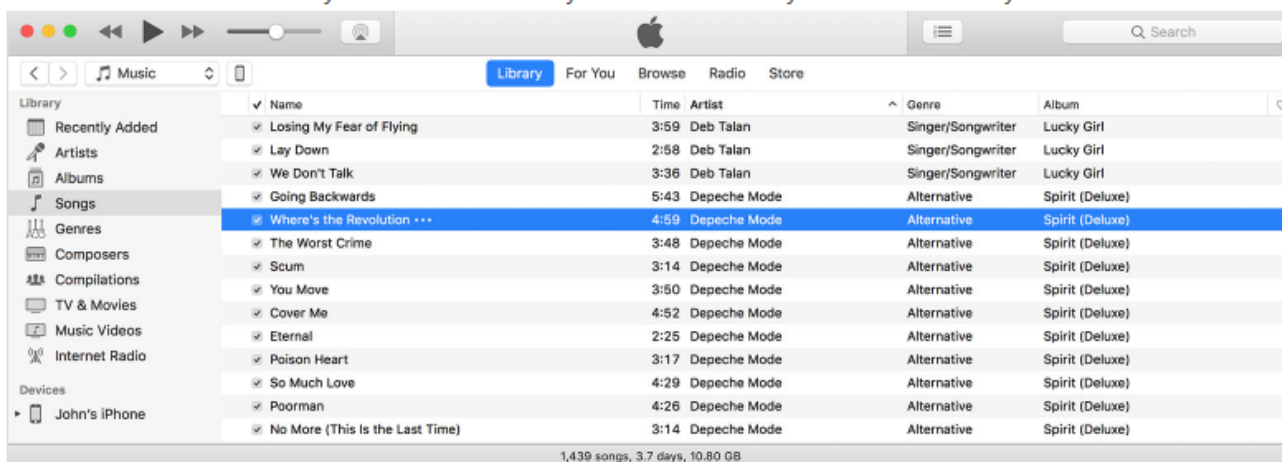 Search
Music
Library For You Browse Radio Store
Library
Recently Added
Artists
Albums
Songs
Genres
Composers
Compilations
TV & Movies
Music Videos
Internet Radio
Devices
John's iPhone
✓ Name Time Artist Genre Album
Losing My Fear of Flying 3:59 Deb Talan Singer/Songwriter Lucky Girl
Lay Down 2:58 Deb Talan Singer/Songwriter Lucky Girl
We Don't Talk 3:36 Deb Talan Singer/Songwriter Lucky Girl
Going Backwards 5:43 Depeche Mode Alternative Spirit (Deluxe)
Where's the Revolution ••• 4:59 Depeche Mode Alternative Spirit (Deluxe)
The Worst Crime 3:48 Depeche Mode Alternative Spirit (Deluxe)
Scum 3:14 Depeche Mode Alternative Spirit (Deluxe)
You Move 3:50 Depeche Mode Alternative Spirit (Deluxe)
Cover Me 4:52 Depeche Mode Alternative Spirit (Deluxe)
Eternal 2:25 Depeche Mode Alternative Spirit (Deluxe)
Poison Heart 3:17 Depeche Mode Alternative Spirit (Deluxe)
So Much Love 4:29 Depeche Mode Alternative Spirit (Deluxe)
Poorman 4:26 Depeche Mode Alternative Spirit (Deluxe)
No More (This Is the Last Time) 3:14 Depeche Mode Alternative Spirit (Deluxe)
1,439 songs, 3.7 days, 10.80 GB